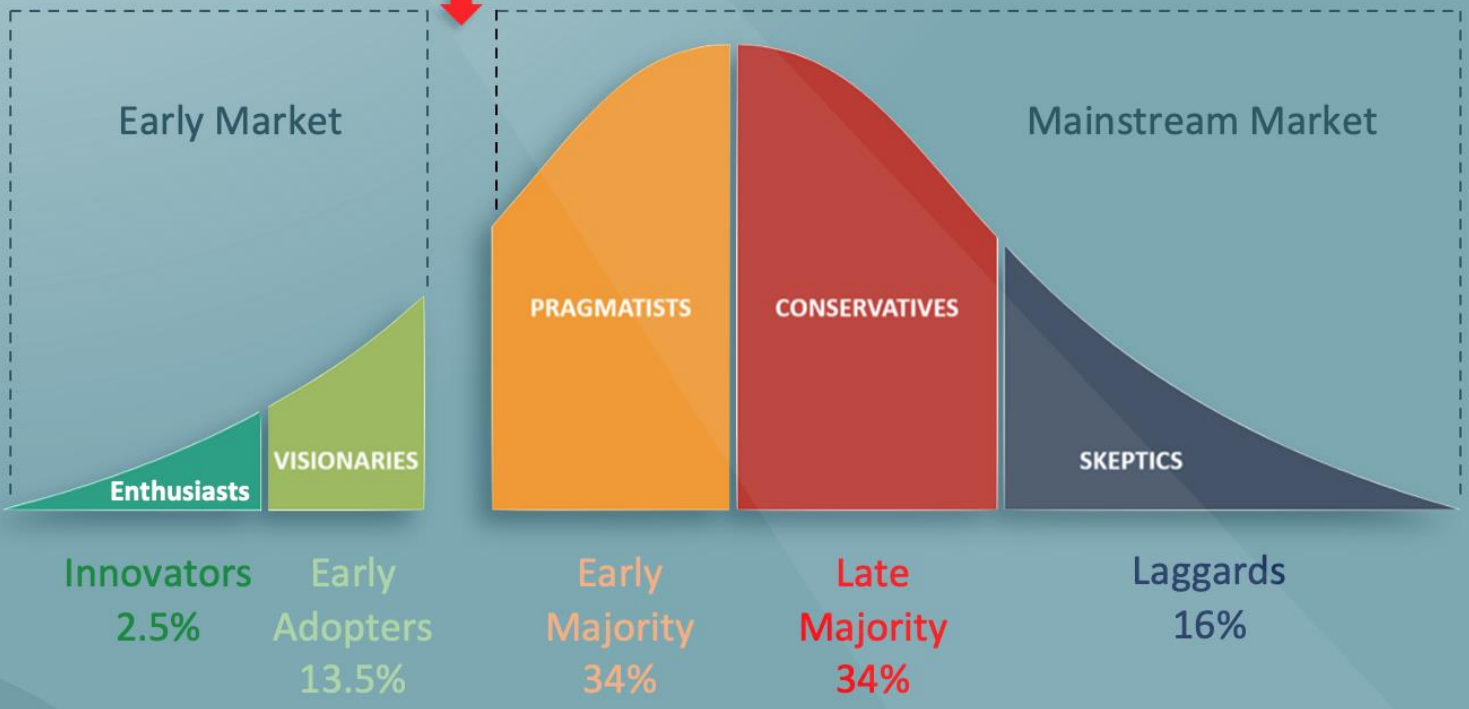 Early Market
Mainstream Market
PRAGMATISTS
CONSERVATIVES
VISIONARIES
SKEPTICS
Enthusiasts
Innovators
2.5%
Early
Adopters
13.5%
Early
Majority
34%
Late
Majority
34%
Laggards
16%